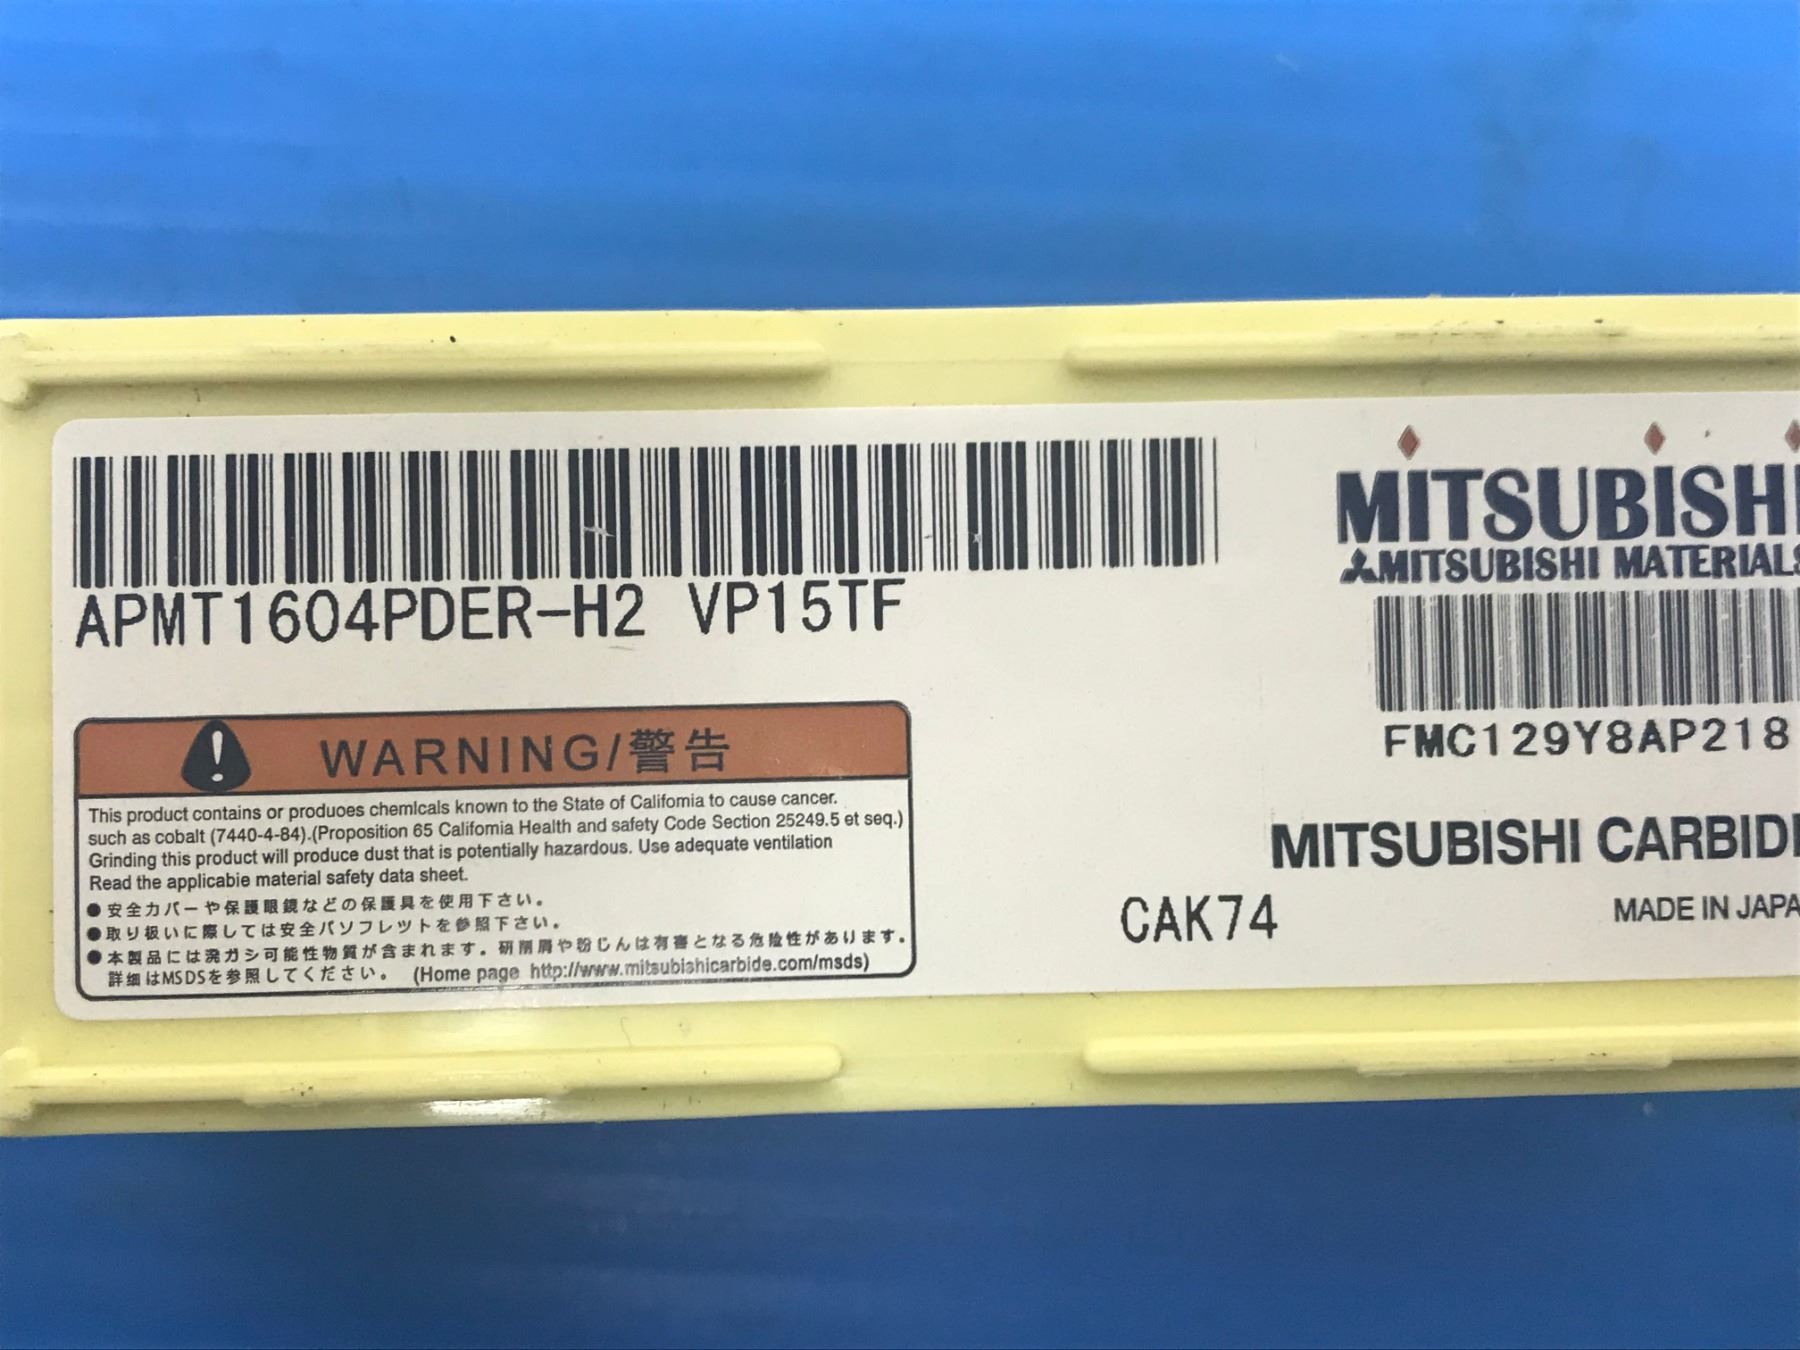 APMT1604PDER-H2 VP15TF
WARNING/警告
This product contains or produoes chemlcals known to the State of Califomia to cause cancer.
such as cobalt (7440-4-84).(Proposition 65 Califomia Health and safety Code Section 25249.5 et seq.)
Grinding this product will produce dust that is potentially hazardous. Use adequate ventilation
Read the applicabie material safety data sheet.
●安全カバーや保護眼鏡などの保護具を使用下さい。
●取り扱いに際しては安全パソフレツトを参照下さい。
●本製品には溌ガシ可能性物質が含まれます。研削屑や粉じんは有害となる危険性があります。
詳細はMSDSを参照してください。 (Home page http://www.mitsubishicarbide.com/msds)
MITSUBISHI
MITSUBISHI MATERIALS
FMC129Y8AP218
MITSUBISHI CARBIDE
CAK74
MADE IN JAPA